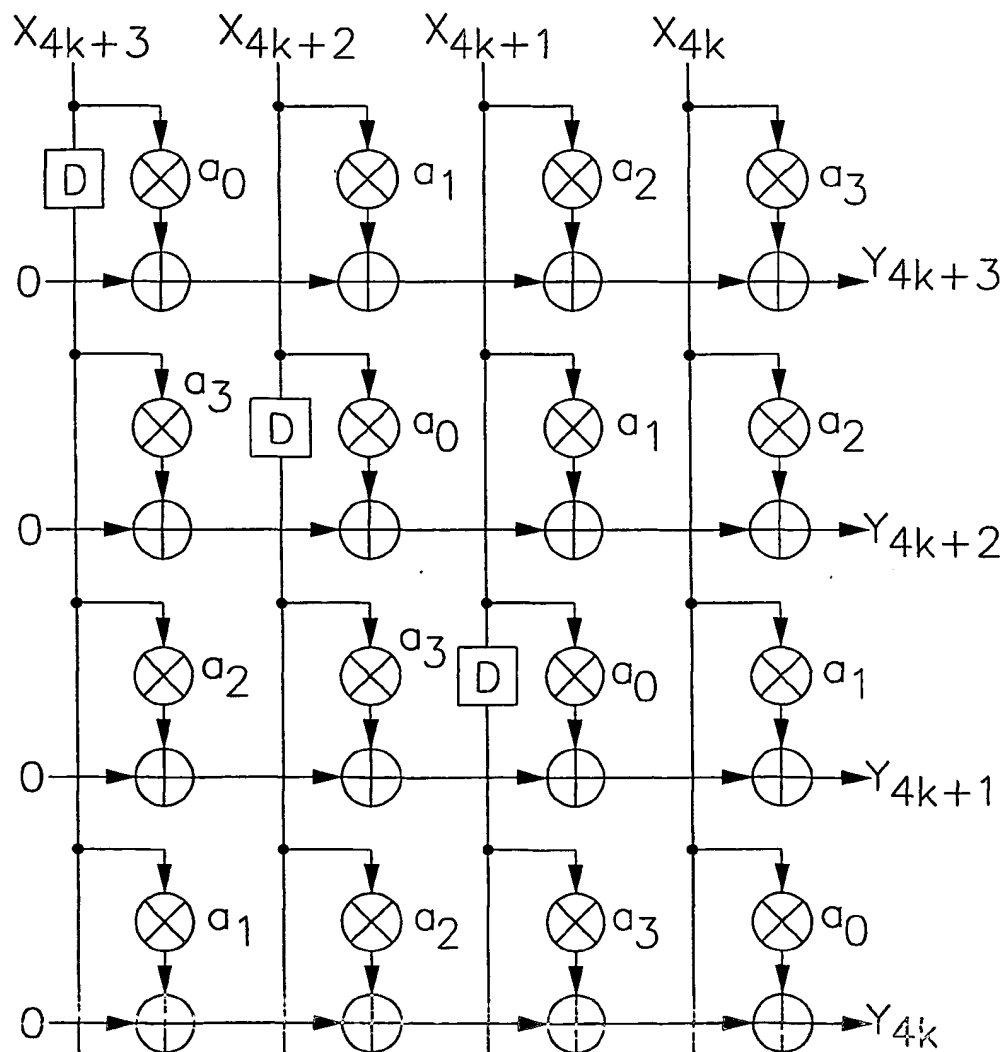 X4k+3 X4k+2 X4k+1 X4k
D a0 a1 a2 a3
0 Y4k+3
a3 D a0 a1 a2
0 Y4k+2
a2 a3 D a0 a1
0 Y4k+1
a1 a2 a3 a0
0 Y4k